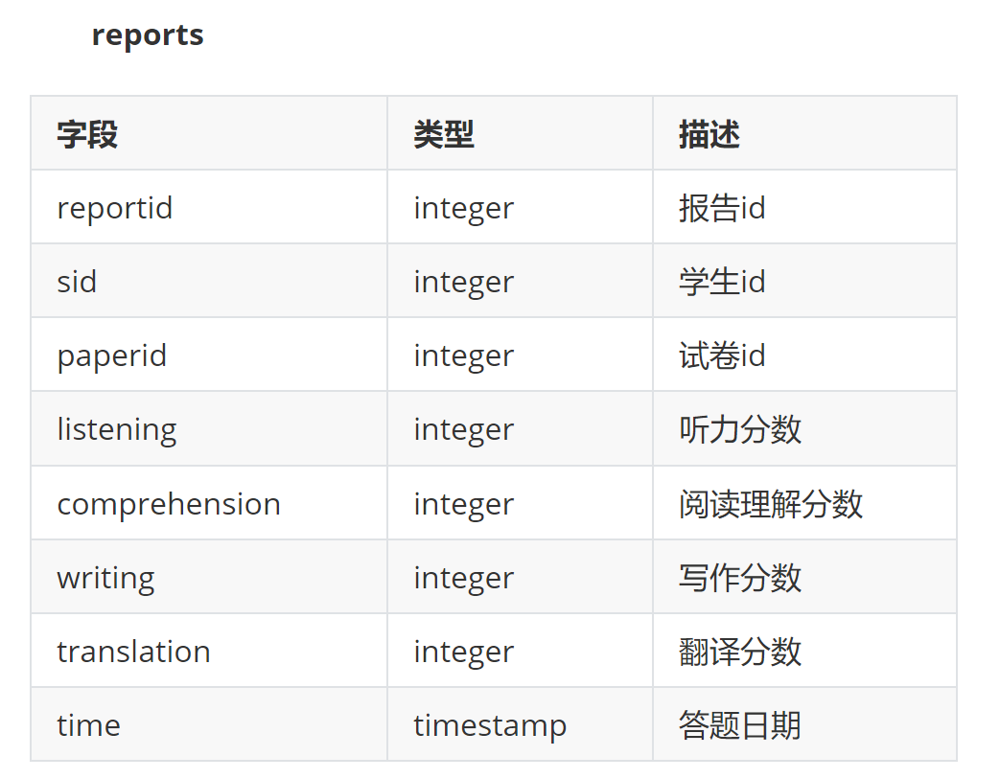 reports
字段 类型 描述
reportid integer 报告id
sid integer 学生id
paperid integer 试卷id
listening integer 听力分数
comprehension integer 阅读理解分数
writing integer 写作分数
translation integer 翻译分数
time timestamp 答题日期